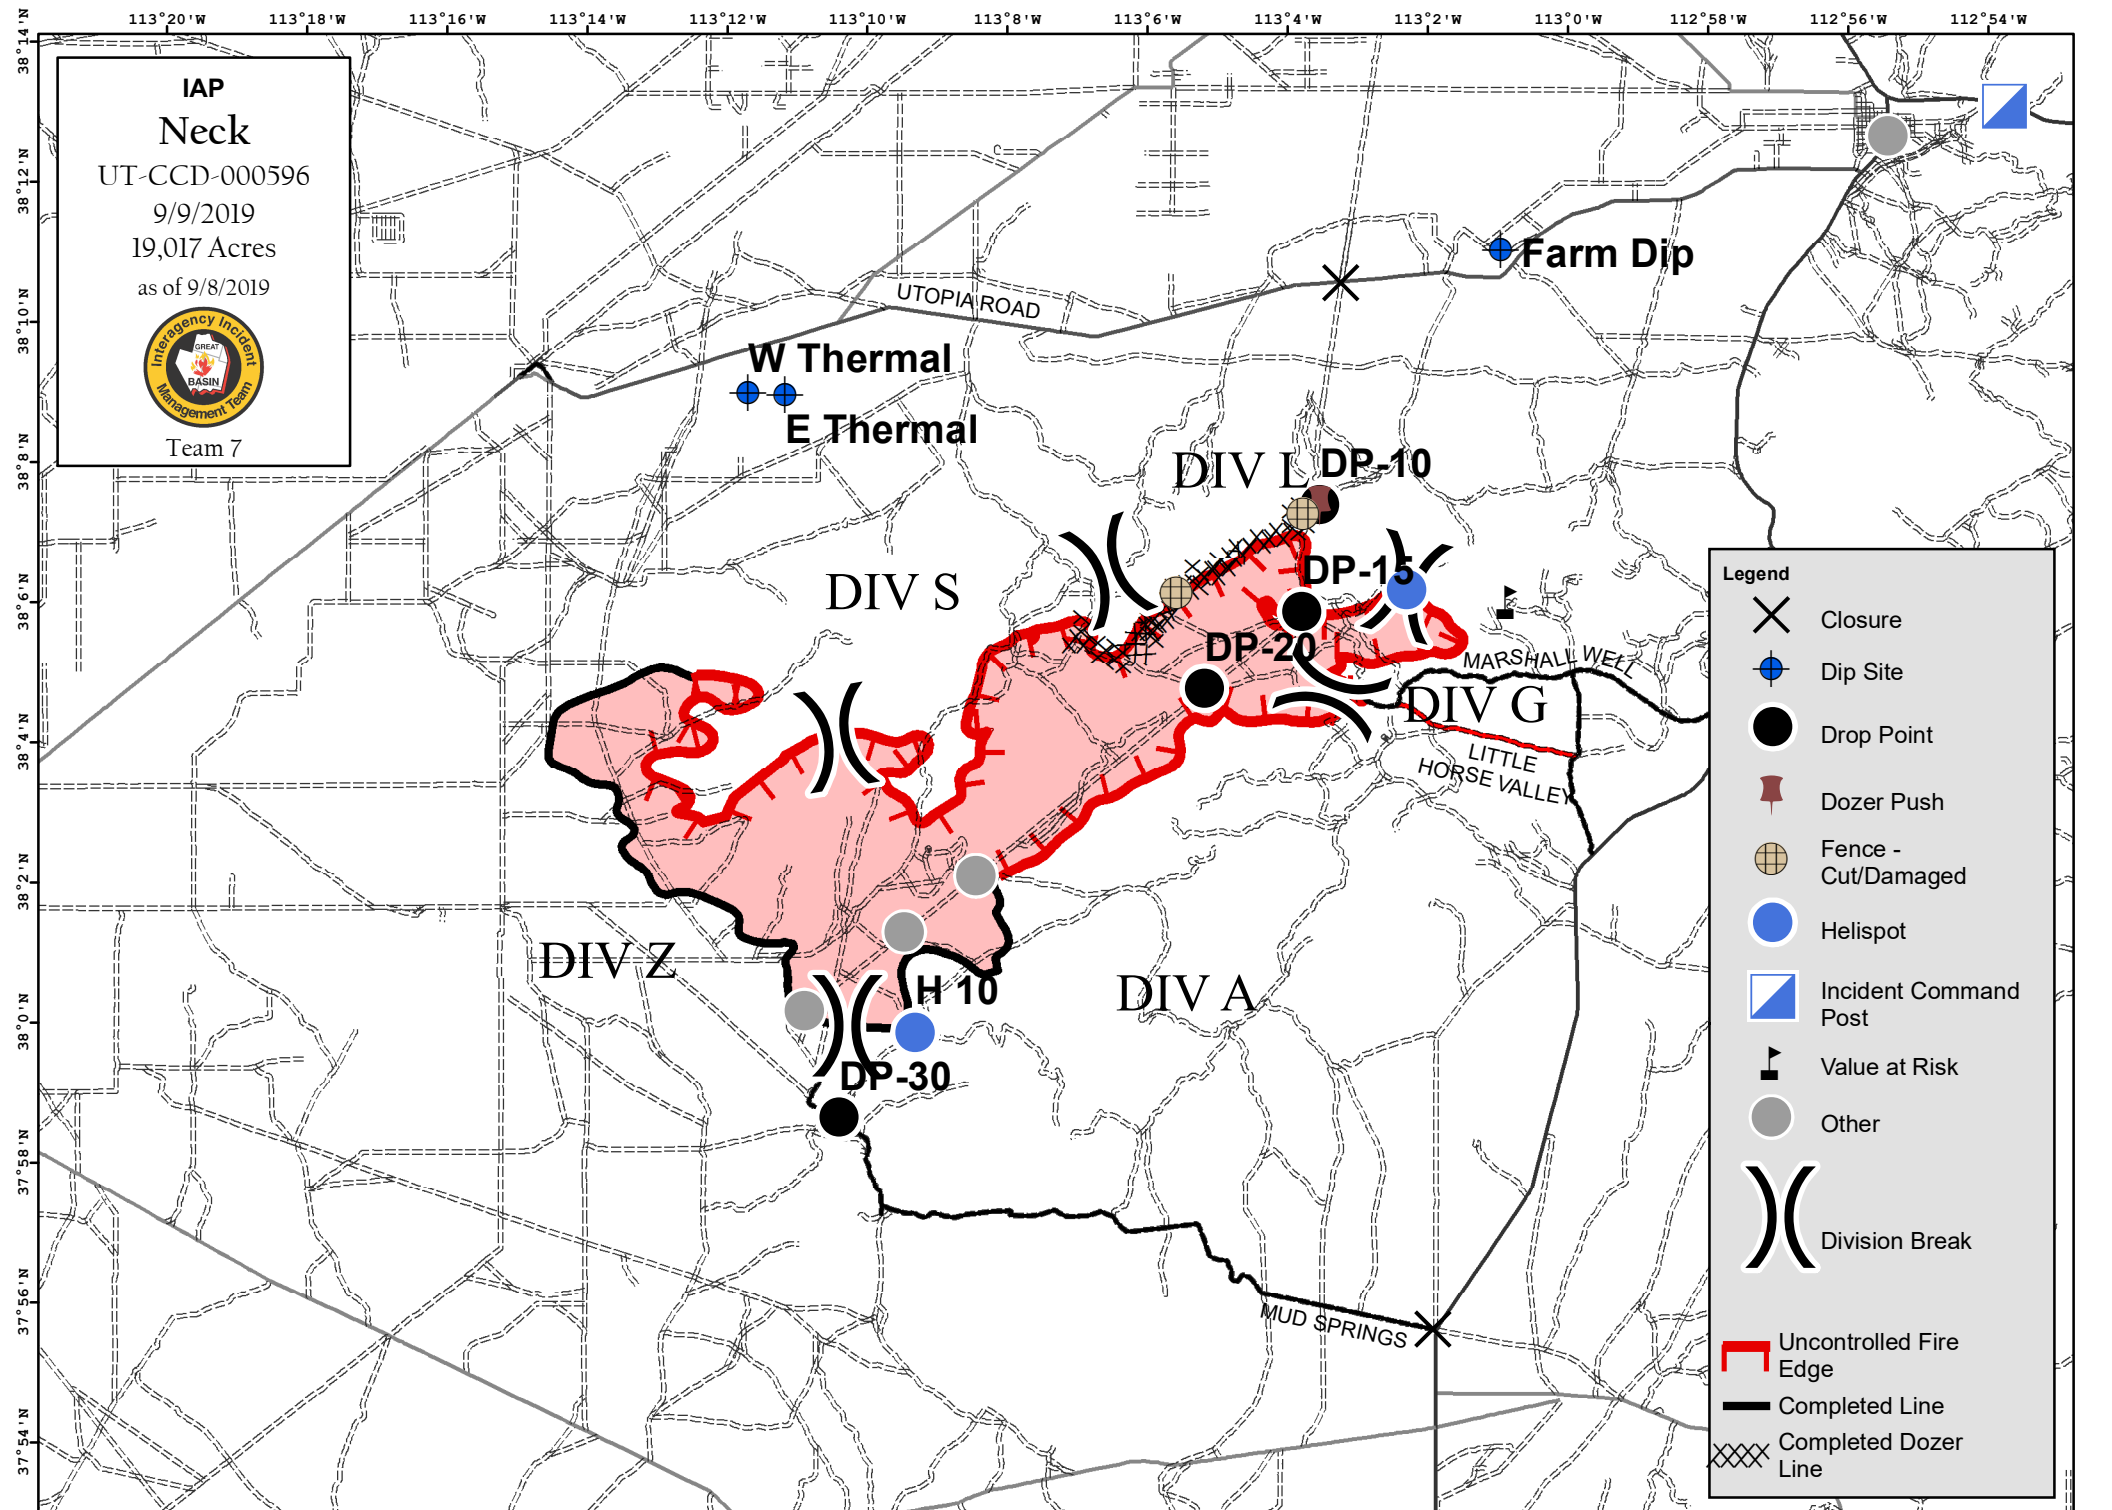 113°20'W 113°18'W 113°16'W 113°14'W 113°12'W 113°10'W 113°8'W 113°6'W 113°4'W 113°2'W 113°0'W 112°58'W 112°56'W 112°54'W
38°14'N
38°12'N
38°10'N
38°8'N
38°6'N
38°4'N
38°2'N
38°0'N
37°58'N
37°56'N
37°54'N
IAP
Neck
UT-CCD-000596
9/9/2019
19,017 Acres
as of 9/8/2019
Interagency Incident
GREAT
BASIN
Management Team
Team 7
Farm Dip
UTOPIA ROAD
W Thermal
E Thermal
DIV L
DP-10
DIV S
DP-15
DP-20
MARSHALL WELL
DIV G
LITTLE
HORSE VALLEY
DIV Z
H 10
DIV A
DP-30
MUD SPRINGS
Legend
Closure
Dip Site
Drop Point
Dozer Push
Fence -
Cut/Damaged
Helispot
Incident Command
Post
Value at Risk
Other
Division Break
Uncontrolled Fire
Edge
Completed Line
Completed Dozer
Line